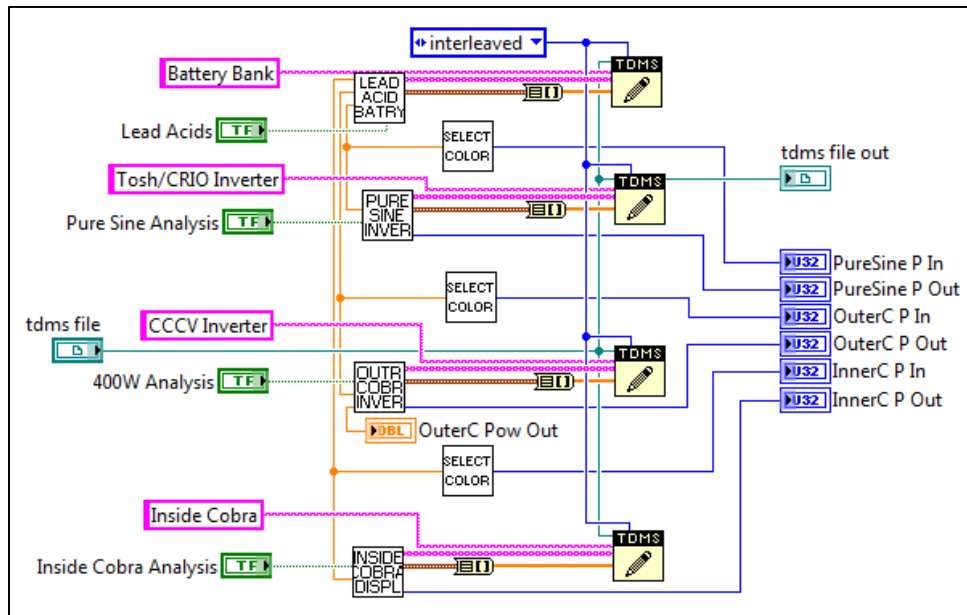 interleaved
TDMS
Battery Bank
LEAD
ACID
BATRY
Lead Acids
TF
SELECT
COLOR
tdms file out
Tosh/CRIO Inverter
TDMS
PURE
SINE
INVER
Pure Sine Analysis
TF
U32 PureSine P In
U32 PureSine P Out
SELECT
COLOR
U32 OuterC P In
tdms file
CCCV Inverter
U32 OuterC P Out
TDMS
U32 InnerC P In
400W Analysis
TF
OUTR
COBR
INVER
U32 InnerC P Out
DBL OuterC Pow Out
SELECT
COLOR
Inside Cobra
TDMS
Inside Cobra Analysis
TF
INSIDE
COBRA
DISPL